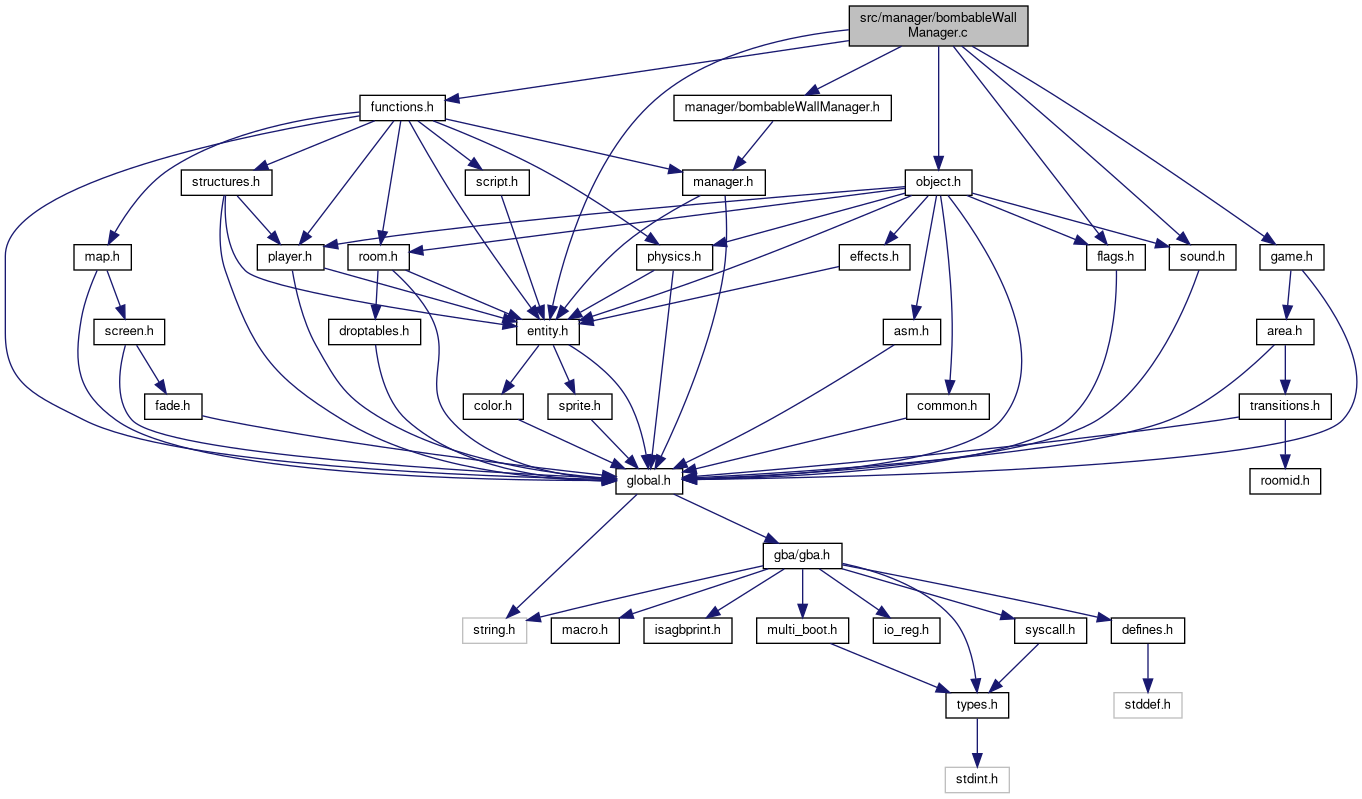 src/manager/bombableWall
Manager.c
functions.h
manager/bombableWallManager.h
structures.h
script.h
manager.h
object.h
map.h
player.h
room.h
physics.h
effects.h
flags.h
sound.h
game.h
screen.h
droptables.h
entity.h
asm.h
area.h
fade.h
color.h
sprite.h
common.h
transitions.h
global.h
roomid.h
gba/gba.h
string.h
macro.h
isagbprint.h
multi_boot.h
io_reg.h
syscall.h
defines.h
types.h
stddef.h
stdint.h